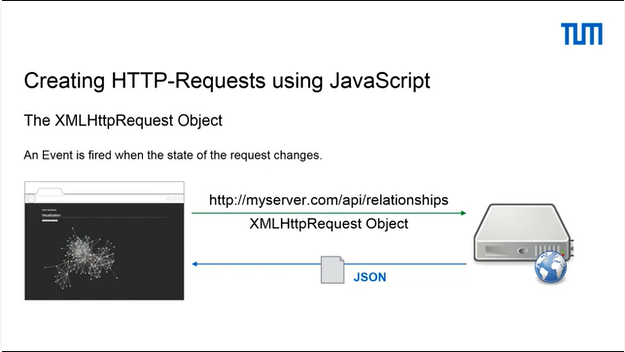 TUM
Creating HTTP-Requests using JavaScript
The XMLHttpRequest Object
An Event is fired when the state of the request changes.
Visualisation
http://myserver.com/api/relationships
XMLHttpRequest Object
JSON